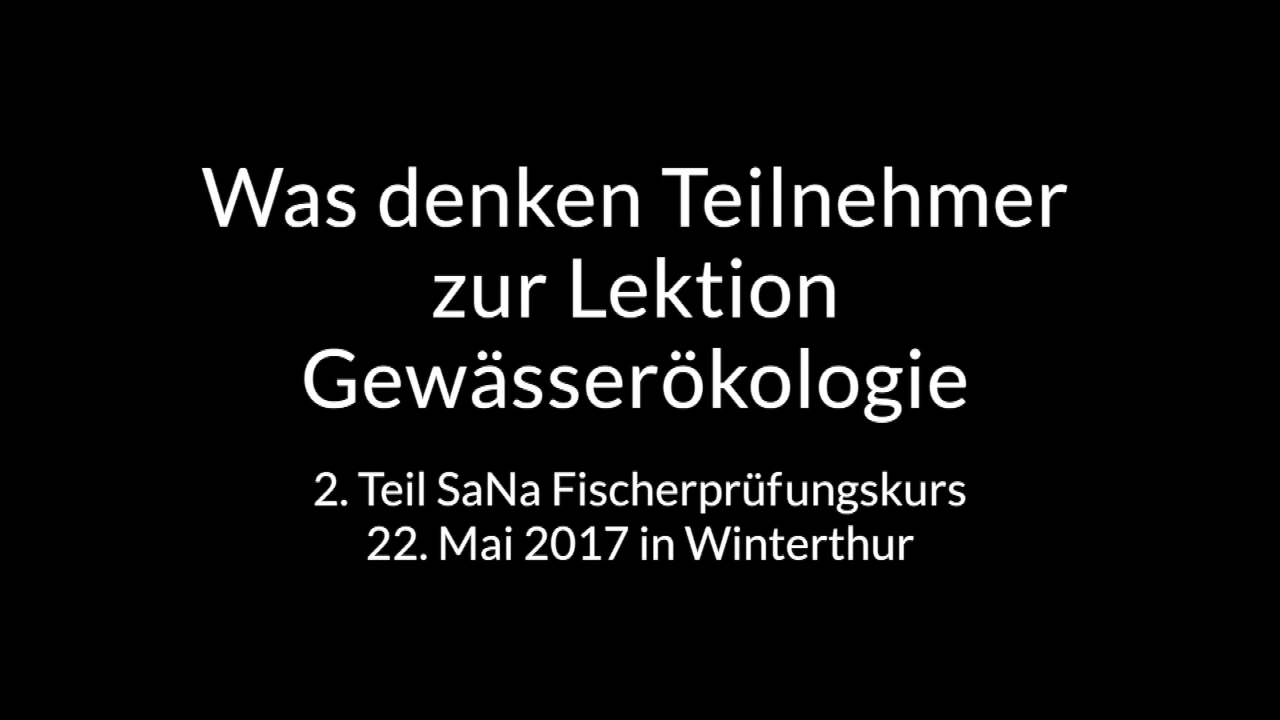 Was denken Teilnehmer
zur Lektion
Gewässerökologie
2. Teil SaNa Fischerprüfungskurs
22. Mai 2017 in Winterthur